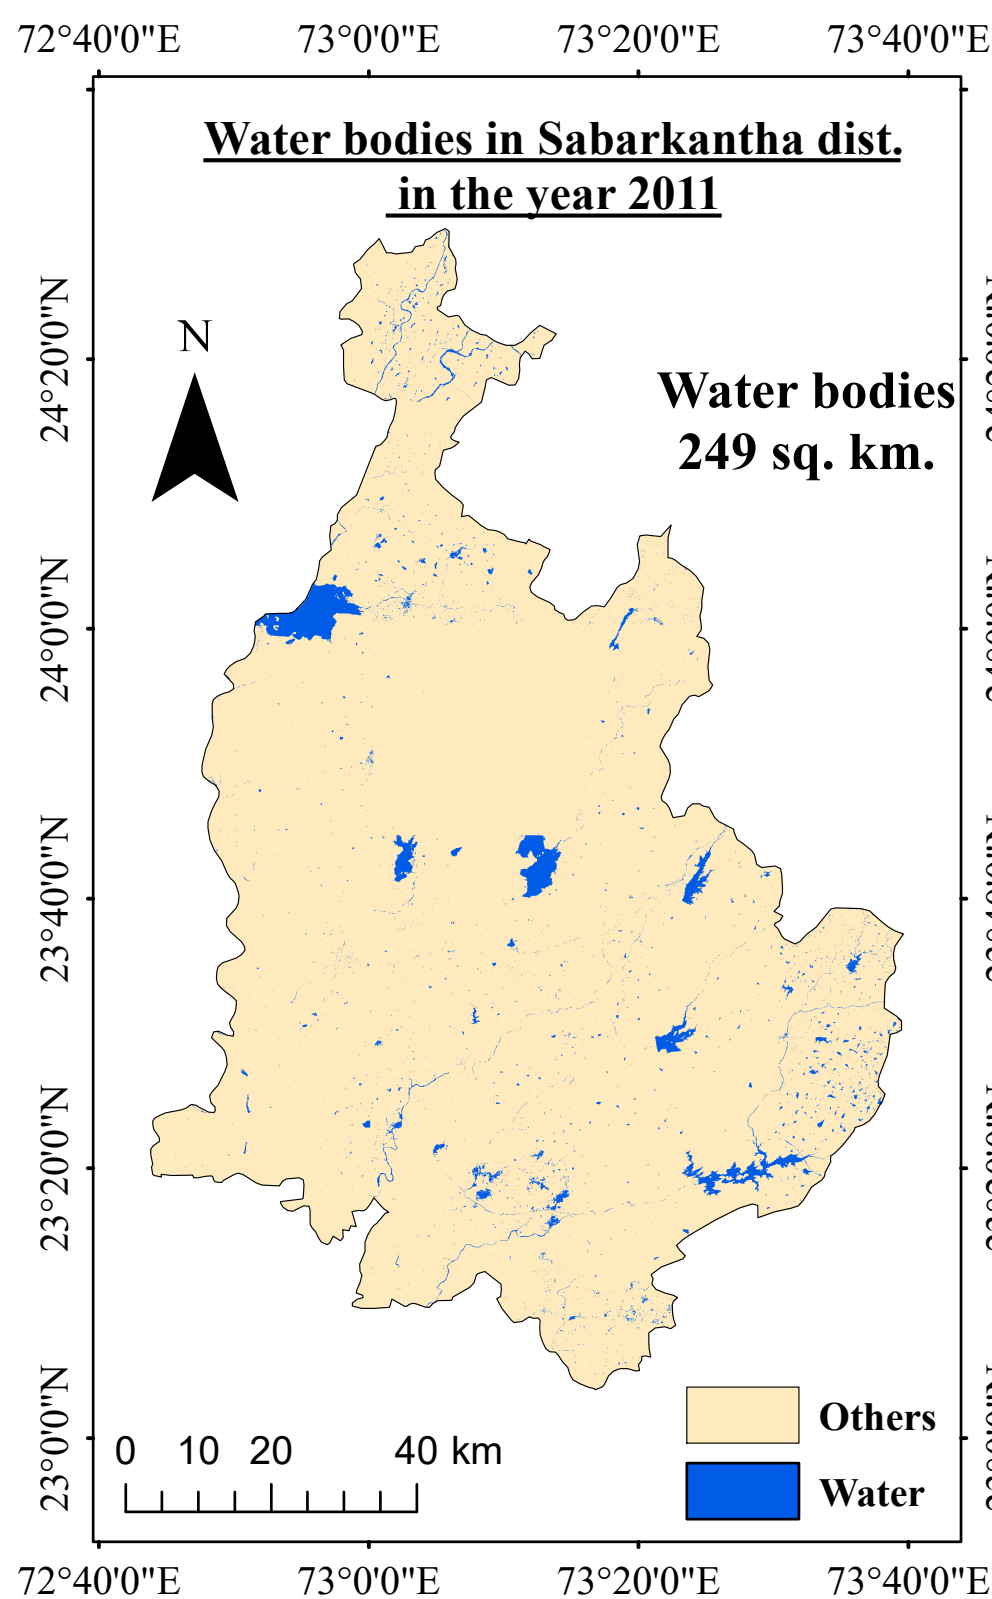 72°40'0"E 73°0'0"E 73°20'0"E 73°40'0"E
Water bodies in Sabarkantha dist.
in the year 2011
N
Water bodies
249 sq. km.
24°20'0"N
24°0'0"N
23°40'0"N
23°20'0"N
23°0'0"N
Others
Water
0 10 20 40 km
72°40'0"E 73°0'0"E 73°20'0"E 73°40'0"E